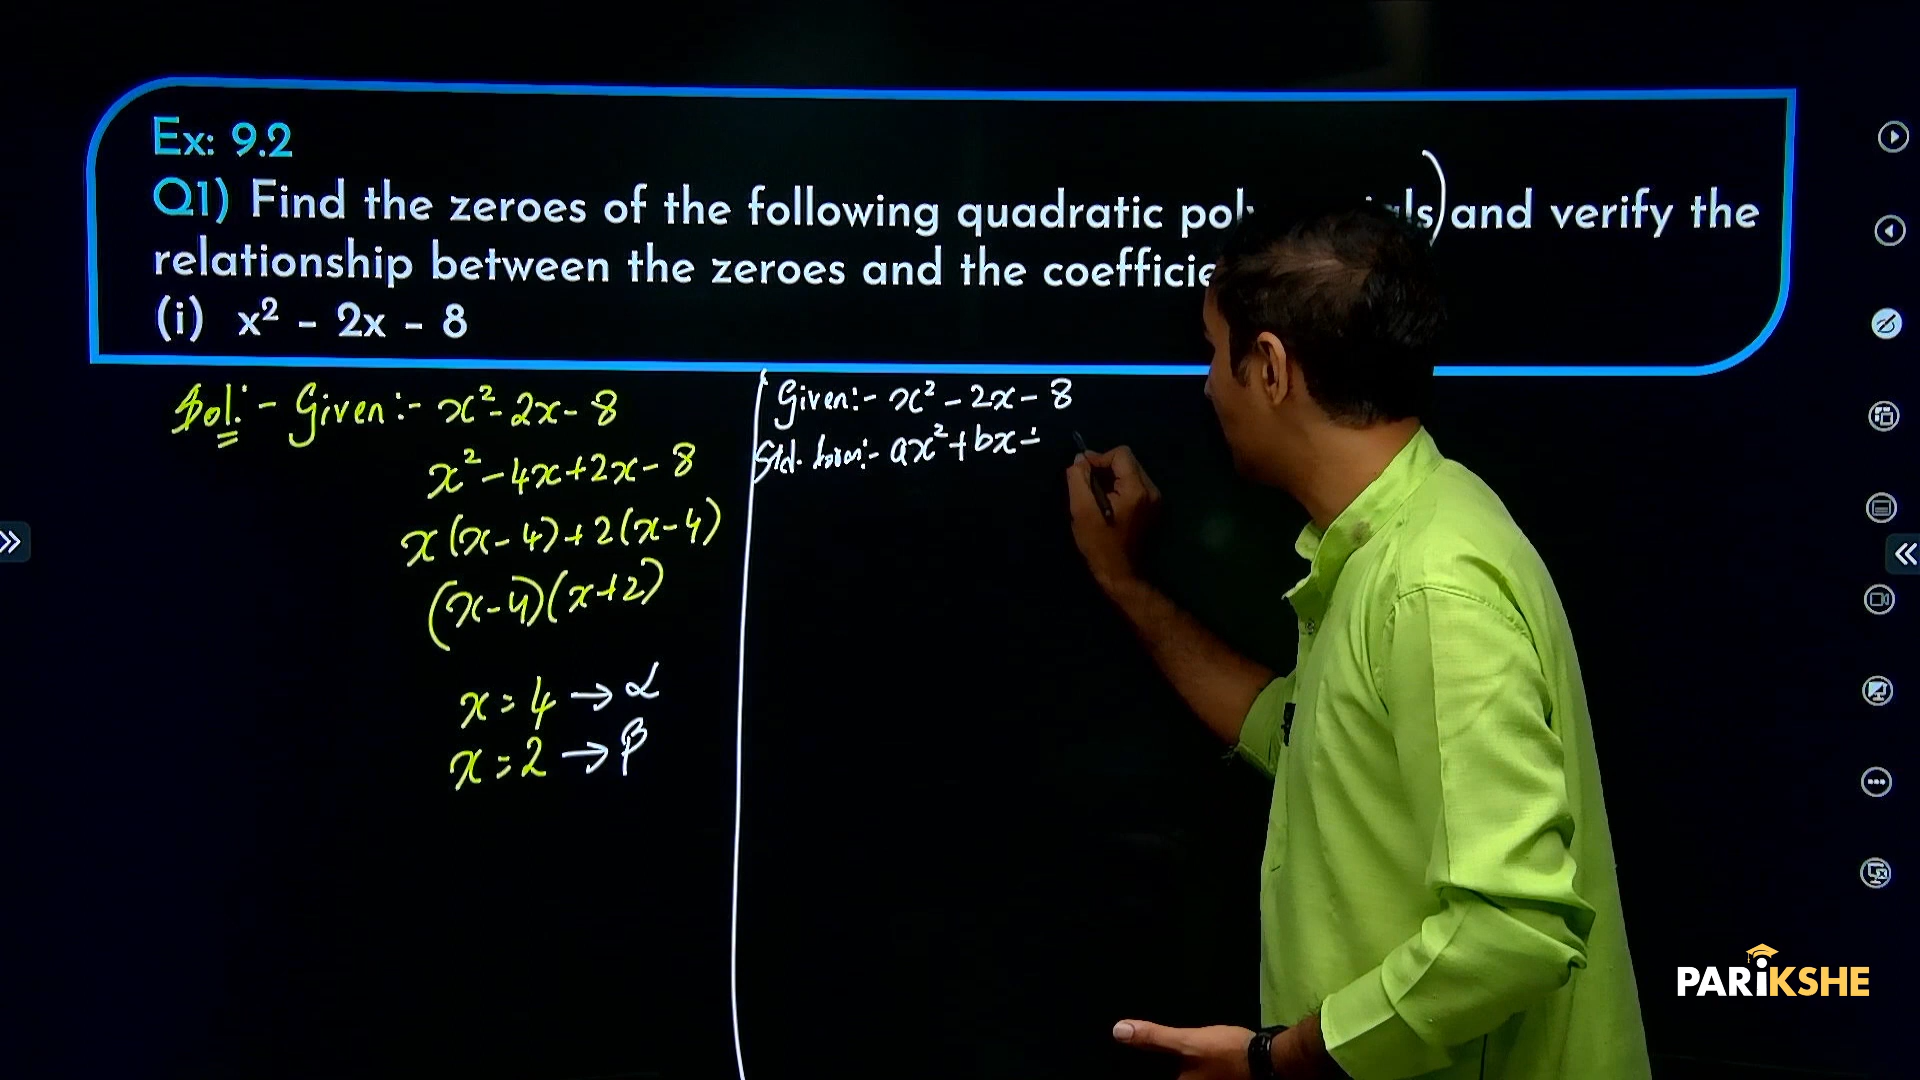 Ex: 9.2
Q1) Find the zeroes of the following quadratic and verify the
relationship between the zeroes and the
(i) x² - 2x - 8
Sol:- Given:- x² - 2x - 8
x² - 4x + 2x - 8
x(x-4)+2(x-4)
(x-4)(x+2)
x = 4 → α
x = 2 → β
Given:- x² - 2x - 8
Std. form:- ax² + bx +
PARiKSHE